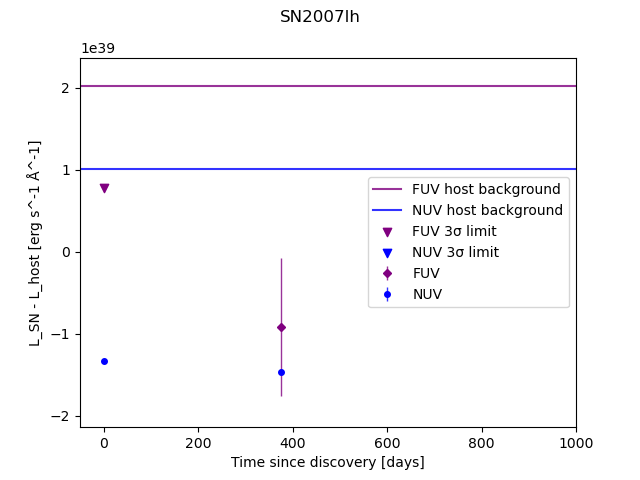 SN2007lh
1e39
2
1
0
−1
−2
L_SN - L_host [erg s^-1 Å^-1]
FUV host background
NUV host background
FUV 3σ limit
NUV 3σ limit
FUV
NUV
0 200 400 600 800 1000
Time since discovery [days]